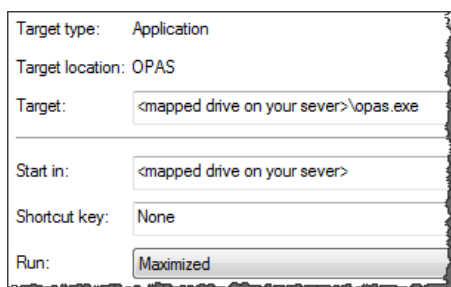 Target type: Application
Target location: OPAS
Target: <mapped drive on your sever>\opas.exe
Start in: <mapped drive on your sever>
Shortcut key: None
Run: Maximized